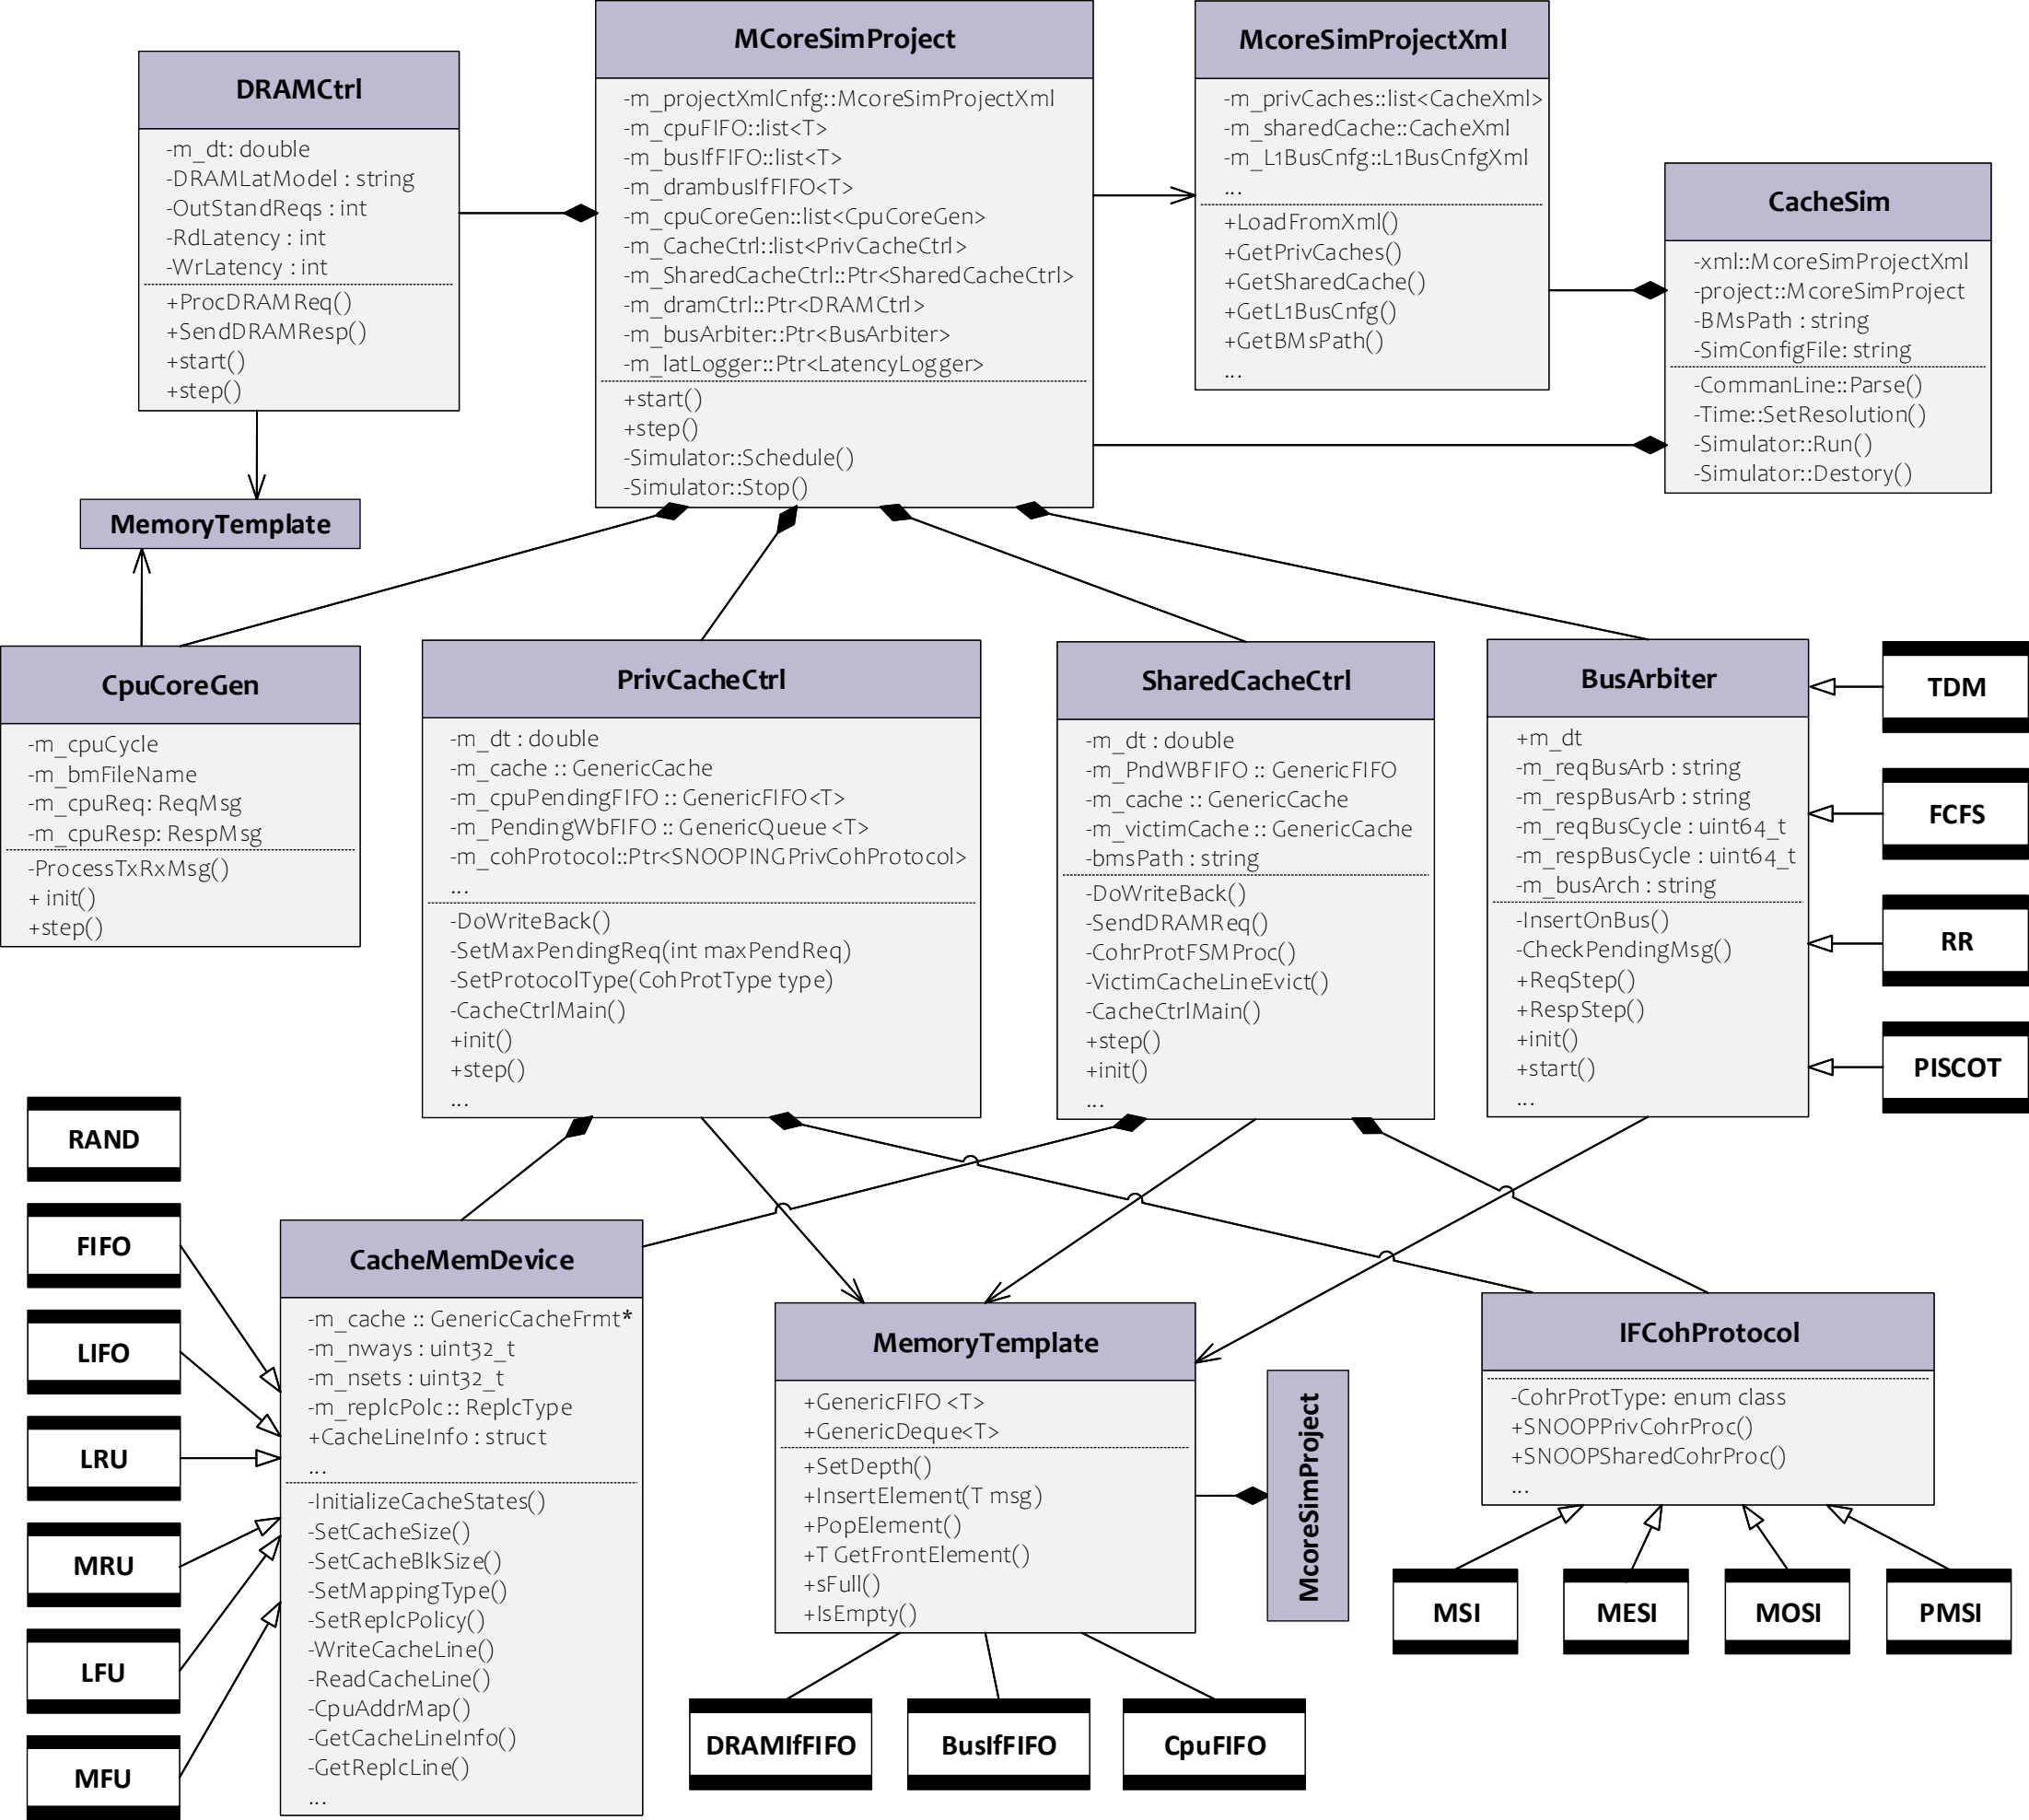 MCoreSimProject
-m_projectXmlCnfg::McoreSimProjectXml
-m_cpuFIFO::list<T>
-m_busIfFIFO::list<T>
-m_drambusIfFIFO<T>
-m_cpuCoreGen::list<CpuCoreGen>
-m_CacheCtrl::list<PrivCacheCtrl>
-m_SharedCacheCtrl::Ptr<SharedCacheCtrl>
-m_dramCtrl::Ptr<DRAMCtrl>
-m_busArbiter::Ptr<BusArbiter>
-m_latLogger::Ptr<LatencyLogger>
+start()
+step()
-Simulator::Schedule()
-Simulator::Stop()
McoreSimProjectXml
-m_privCaches::list<CacheXml>
-m_sharedCache::CacheXml
-m_L1BusCnfg::L1BusCnfgXml
...
+LoadFromXml()
+GetPrivCaches()
+GetSharedCache()
+GetL1BusCnfg()
+GetBMsPath()
...
DRAMCtrl
-m_dt: double
-DRAMLatModel : string
-OutStandReqs : int
-RdLatency : int
-WrLatency : int
+ProcDRAMReq()
+SendDRAMResp()
+start()
+step()
CacheSim
-xml::McoreSimProjectXml
-project::McoreSimProject
-BMsPath : string
-SimConfigFile: string
-CommanLine::Parse()
-Time::SetResolution()
-Simulator::Run()
-Simulator::Destory()
MemoryTemplate
CpuCoreGen
-m_cpuCycle
-m_bmFileName
-m_cpuReq: ReqMsg
-m_cpuResp: RespMsg
-ProcessTxRxMsg()
+ init()
+step()
PrivCacheCtrl
-m_dt : double
-m_cache :: GenericCache
-m_cpuPendingFIFO :: GenericFIFO<T>
-m_PendingWbFIFO :: GenericQueue <T>
-m_cohProtocol::Ptr<SNOOPINGPrivCohProtocol>
...
-DoWriteBack()
-SetMaxPendingReq(int maxPendReq)
-SetProtocolType(CohProtType type)
-CacheCtrlMain()
+init()
+step()
...
SharedCacheCtrl
-m_dt : double
-m_PndWBFIFO :: GenericFIFO
-m_cache :: GenericCache
-m_victimCache :: GenericCache
-bmsPath : string
-DoWriteBack()
-SendDRAMReq()
-CohrProtFSMProc()
-VictimCacheLineEvict()
-CacheCtrlMain()
+step()
+init()
...
BusArbiter
+m_dt
-m_reqBusArb : string
-m_respBusArb : string
-m_reqBusCycle : uint64_t
-m_respBusCycle : uint64_t
-m_busArch : string
-InsertOnBus()
-CheckPendingMsg()
+ReqStep()
+RespStep()
+init()
+start()
...
TDM
FCFS
RR
PISCOT
RAND
FIFO
LIFO
LRU
MRU
LFU
MFU
CacheMemDevice
-m_cache :: GenericCacheFrmt*
-m_nways : uint32_t
-m_nsets : uint32_t
-m_replcPolc :: ReplcType
+CacheLineInfo : struct
...
-InitializeCacheStates()
-SetCacheSize()
-SetCacheBlkSize()
-SetMappingType()
-SetReplcPolicy()
-WriteCacheLine()
-ReadCacheLine()
-CpuAddrMap()
-GetCacheLineInfo()
-GetReplcLine()
...
MemoryTemplate
+GenericFIFO <T>
+GenericDeque<T>
+SetDepth()
+InsertElement(T msg)
+PopElement()
+T GetFrontElement()
+sFull()
+IsEmpty()
McoreSimProject
DRAMIfFIFO
BusIfFIFO
CpuFIFO
IFCohProtocol
-CohrProtType: enum class
+SNOOPPrivCohrProc()
+SNOOPSharedCohrProc()
...
MSI
MESI
MOSI
PMSI